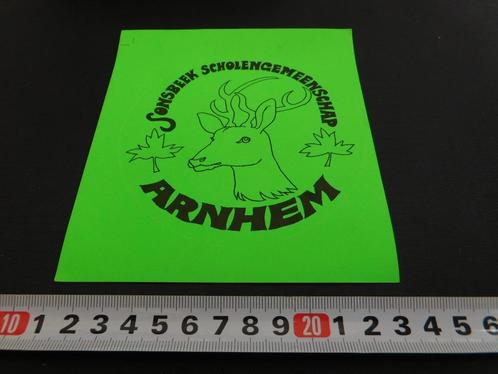 SONSBEEK SCHOLENGEMEENSCHAP
ARNHEM
10 1 2 3 4 5 6 7 8 9 20 1 2 3 4 5 6